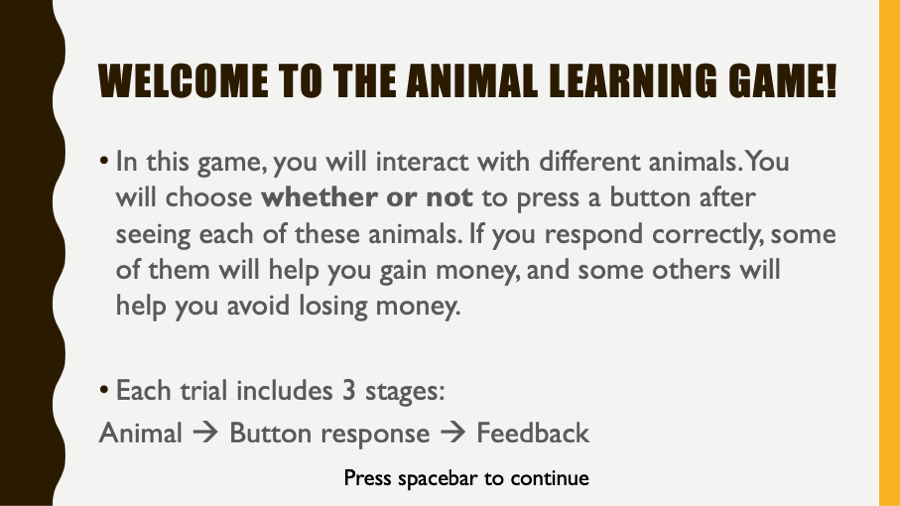 WELCOME TO THE ANIMAL LEARNING GAME!
• In this game, you will interact with different animals. You
will choose whether or not to press a button after
seeing each of these animals. If you respond correctly, some
of them will help you gain money, and some others will
help you avoid losing money.
• Each trial includes 3 stages:
Animal → Button response → Feedback
Press spacebar to continue